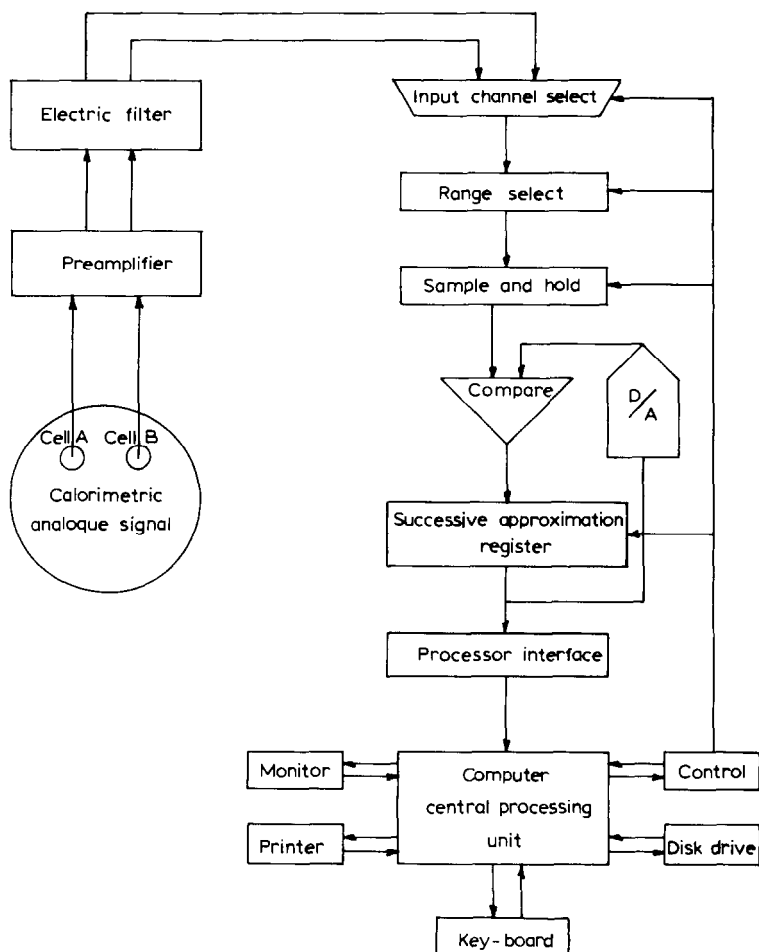 Electric filter
Preamplifier
Cell A
Cell B
Calorimetric
analoque signal
Input channel select
Range select
Sample and hold
Compare
D/A
Successive approximation
register
Processor interface
Monitor
Computer
central processing
unit
Control
Printer
Disk drive
Key-board